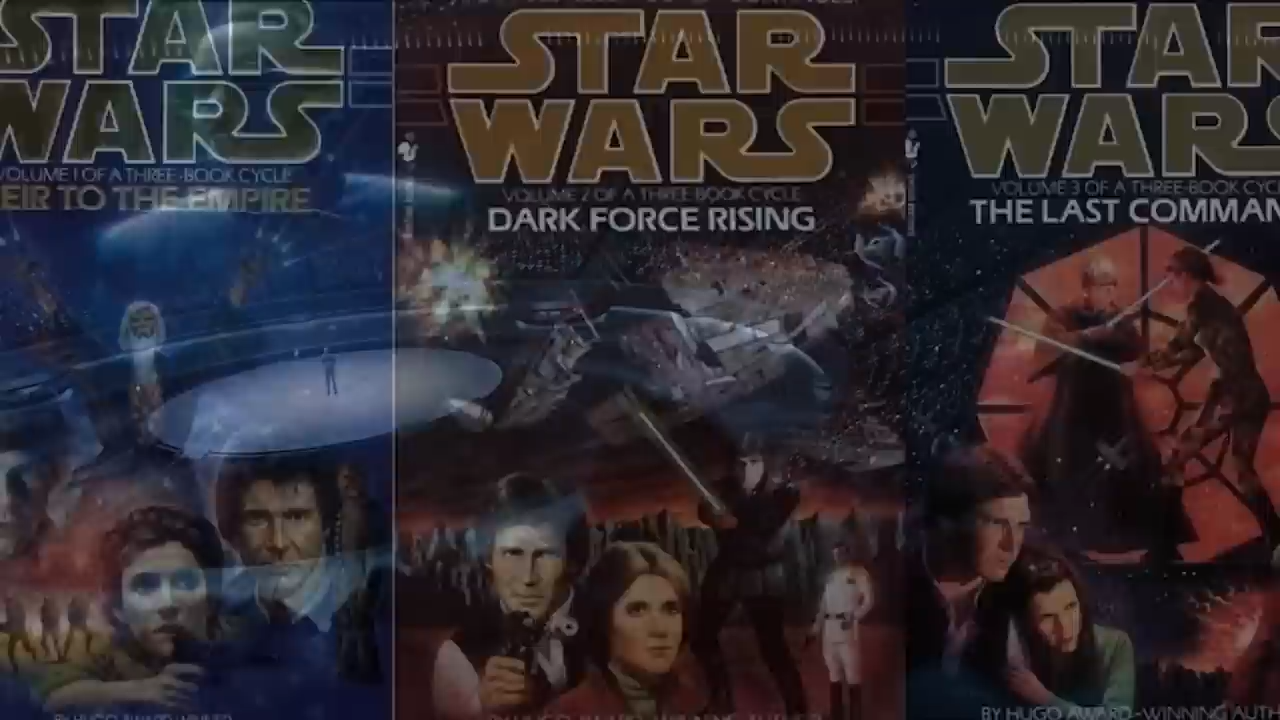 STAR
WARS
VOLUME 1 OF A THREE-BOOK CYCLE
EIR TO THE EMPIRE
STAR
WARS
VOLUME 2 OF A THREE-BOOK CYCLE
DARK FORCE RISING
STAR
WARS
VOLUME 3 OF A THREE-BOOK CYC
THE LAST COMMAN
BY HUGO AWARD-WINNING AUTH